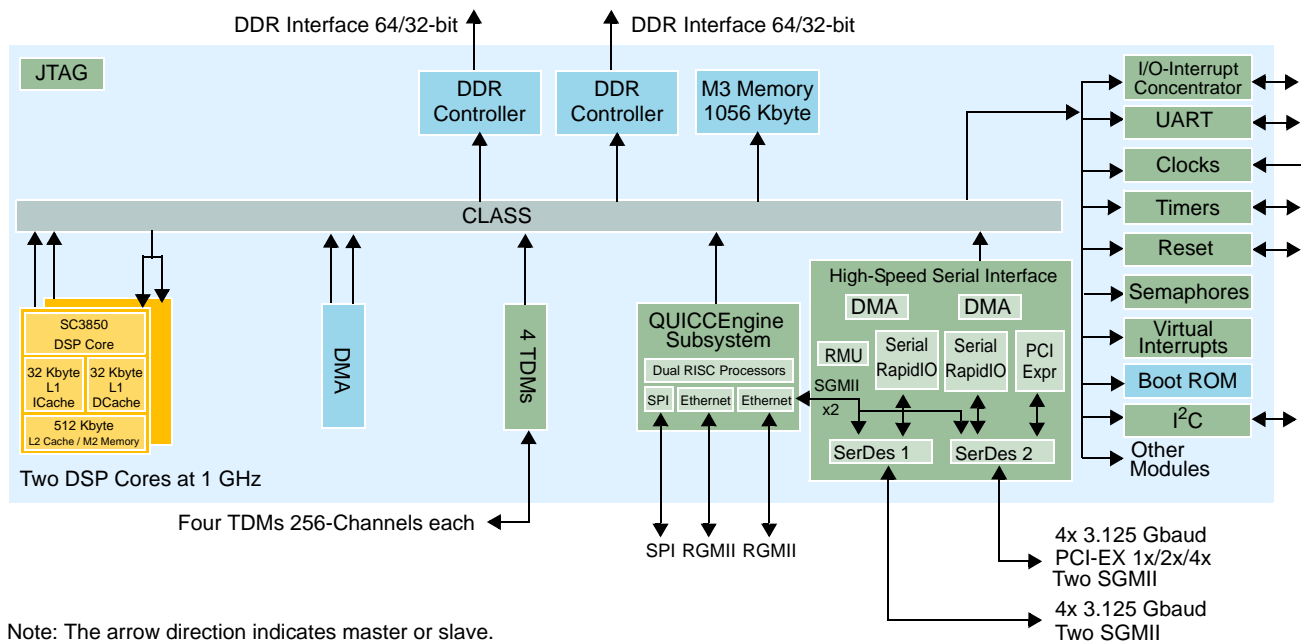 DDR Interface 64/32-bit
DDR Interface 64/32-bit
JTAG
DDR
Controller
DDR
Controller
M3 Memory
1056 Kbyte
I/O-Interrupt
Concentrator
UART
Clocks
Timers
Reset
Semaphores
Virtual
Interrupts
Boot ROM
I²C
Other
Modules
CLASS
SC3850
DSP Core
32 Kbyte
L1
ICache
32 Kbyte
L1
DCache
512 Kbyte
L2 Cache / M2 Memory
Two DSP Cores at 1 GHz
DMA
4 TDMs
Four TDMs 256-Channels each
QUICCEngine
Subsystem
Dual RISC Processors
SPI
Ethernet
Ethernet
SPI
RGMII
RGMII
High-Speed Serial Interface
DMA
DMA
RMU
Serial
RapidIO
Serial
RapidIO
PCI
Expr
SGMII
x2
SerDes 1
SerDes 2
4x 3.125 Gbaud
PCI-EX 1x/2x/4x
Two SGMII
4x 3.125 Gbaud
Two SGMII
Note: The arrow direction indicates master or slave.